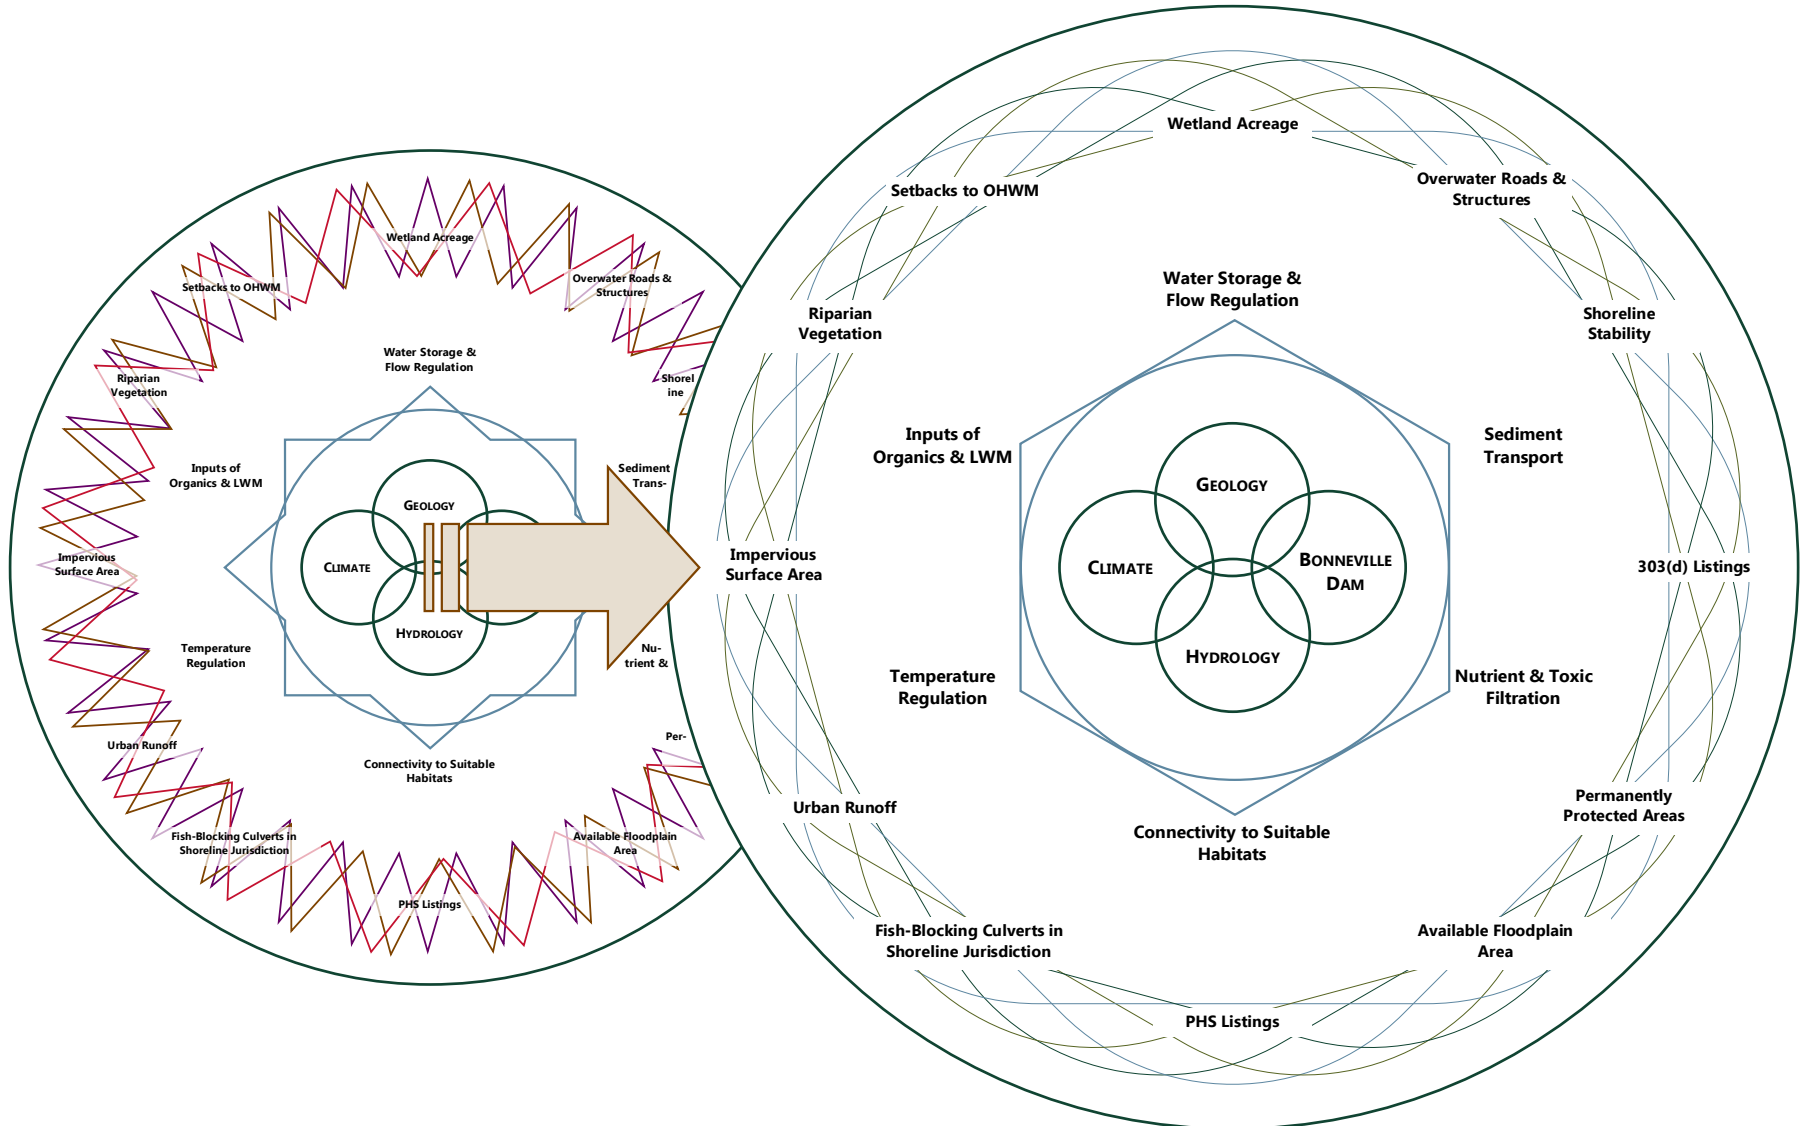 Wetland Acreage
Overwater Roads &
Structures
Setbacks to OHWM
Water Storage &
Flow Regulation
Riparian
Vegetation
Shorel
ine
Inputs of
Organics & LWM
Sediment
Trans-
GEOLOGY
CLIMATE
HYDROLOGY
Impervious
Surface Area
Temperature
Regulation
Nu-
trient &
Urban Runoff
Per-
Connectivity to Suitable
Habitats
Fish-Blocking Culverts in
Shoreline Jurisdiction
Available Floodplain
Area
PHS Listings
Wetland Acreage
Setbacks to OHWM
Overwater Roads &
Structures
Water Storage &
Flow Regulation
Riparian
Vegetation
Shoreline
Stability
Inputs of
Organics & LWM
Sediment
Transport
GEOLOGY
CLIMATE
BONNEVILLE
DAM
HYDROLOGY
Impervious
Surface Area
303(d) Listings
Temperature
Regulation
Nutrient & Toxic
Filtration
Urban Runoff
Permanently
Protected Areas
Connectivity to Suitable
Habitats
Fish-Blocking Culverts in
Shoreline Jurisdiction
Available Floodplain
Area
PHS Listings